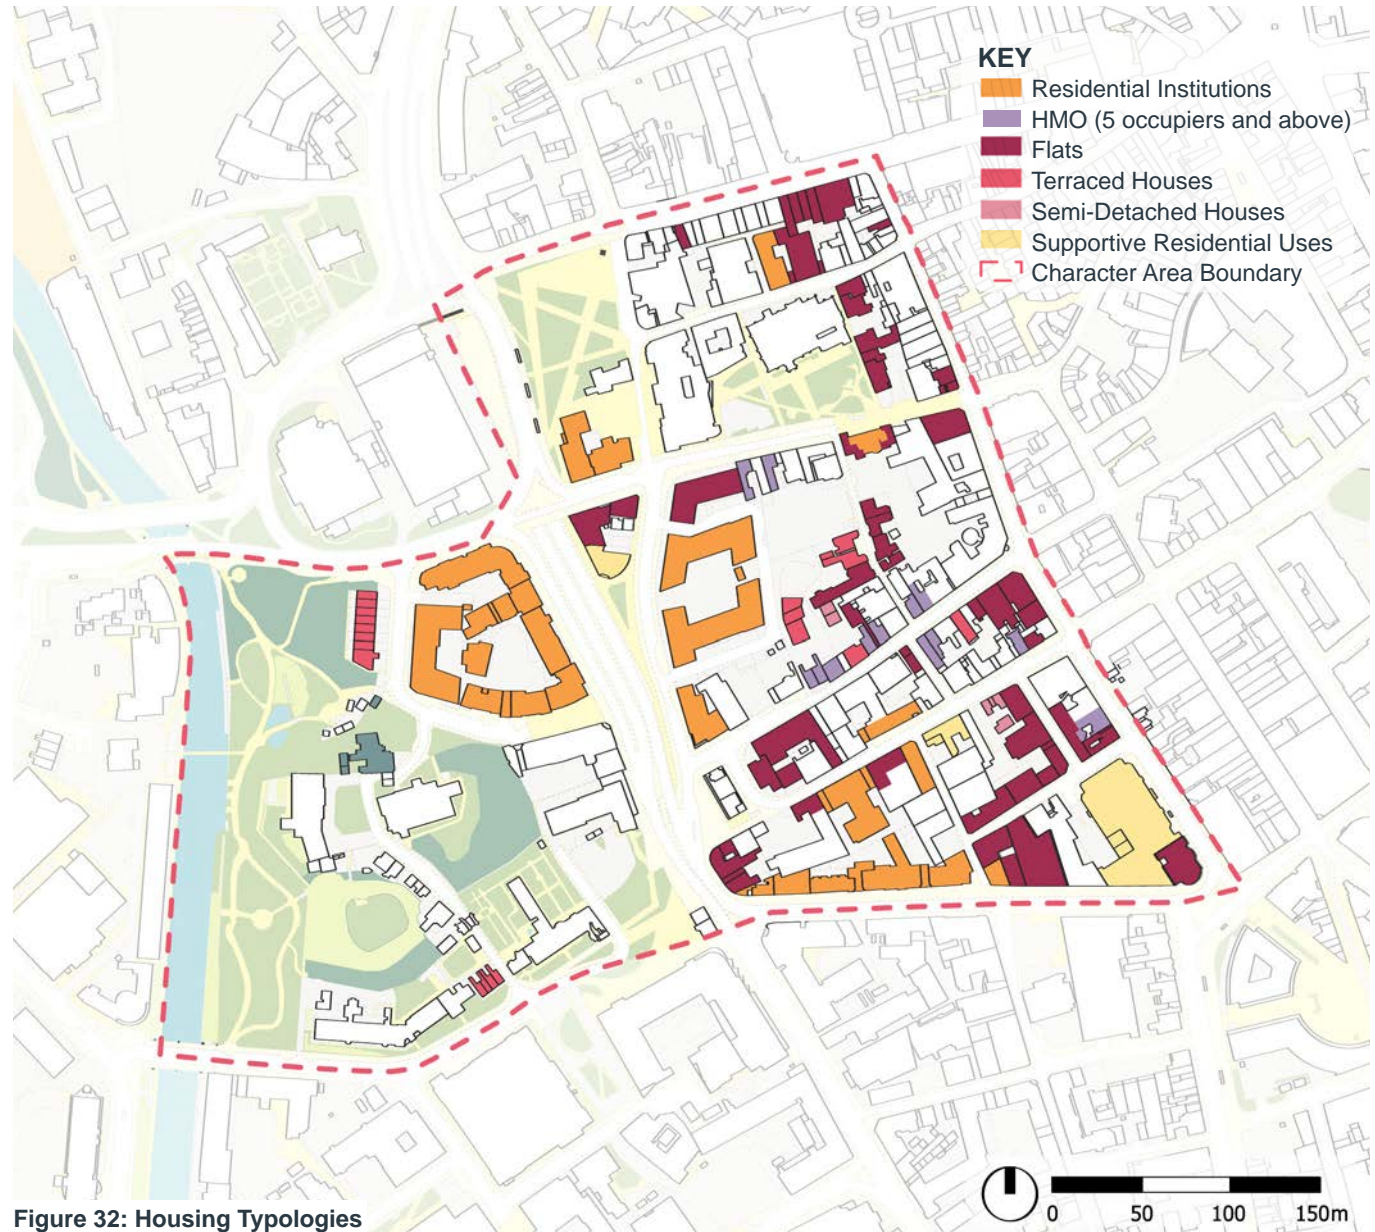 KEY
Residential Institutions
HMO (5 occupiers and above)
Flats
Terraced Houses
Semi-Detached Houses
Supportive Residential Uses
Character Area Boundary
0 50 100 150m
Figure 32: Housing Typologies